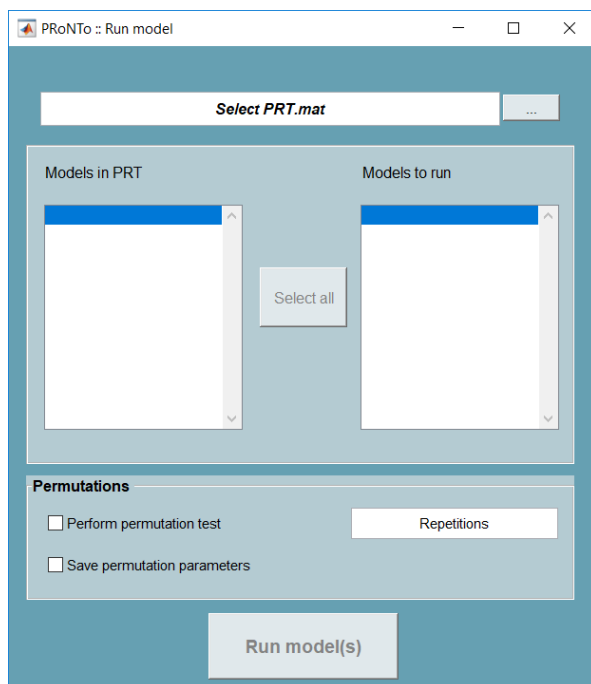 PRoNTo :: Run model
Select PRT.mat
...
Models in PRT
Models to run
Select all
Permutations
Perform permutation test
Repetitions
Save permutation parameters
Run model(s)